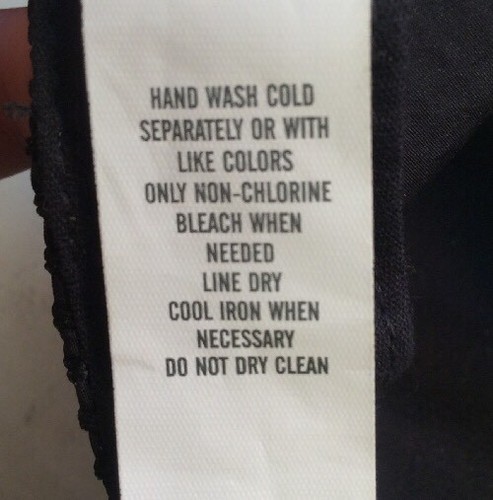 HAND WASH COLD
SEPARATELY OR WITH
LIKE COLORS
ONLY NON-CHLORINE
BLEACH WHEN
NEEDED
LINE DRY
COOL IRON WHEN
NECESSARY
DO NOT DRY CLEAN